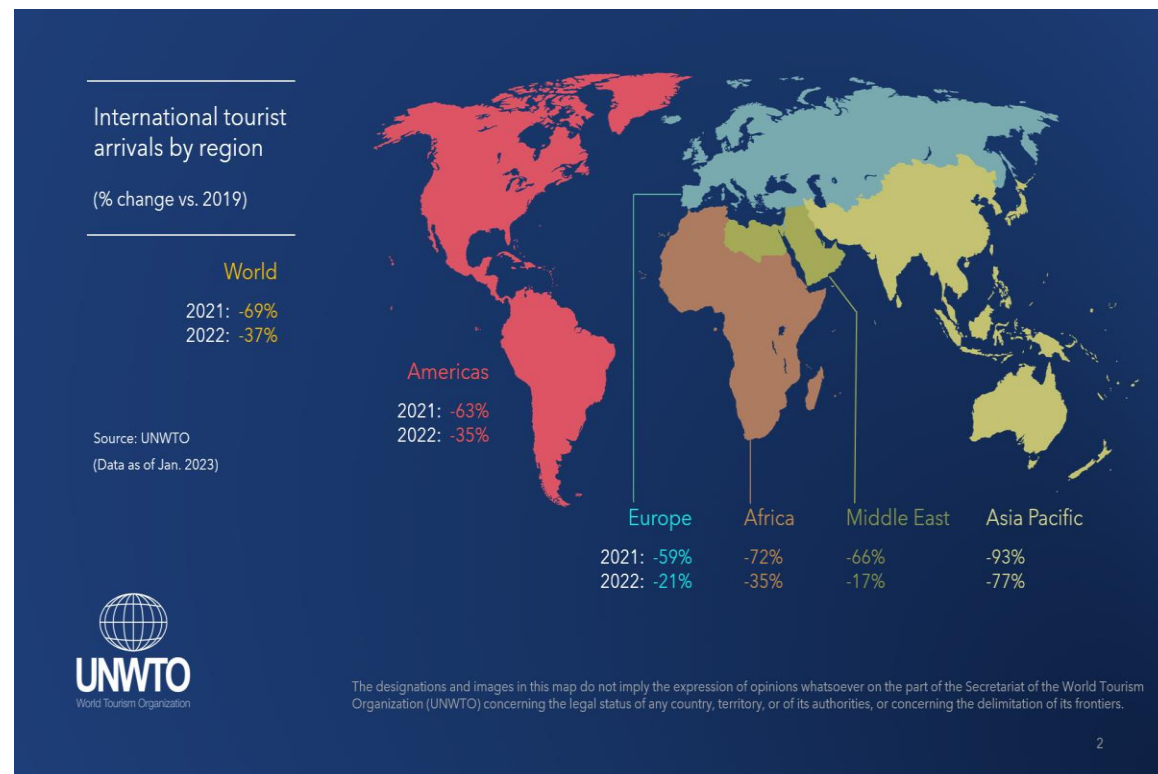 International tourist
arrivals by region
(% change vs. 2019)
World
2021: -69%
2022: -37%
Americas
2021: -63%
2022: -35%
Source: UNWTO
(Data as of Jan. 2023)
Europe Africa Middle East Asia Pacific
2021: -59% -72% -66% -93%
2022: -21% -35% -17% -77%
UNWTO
World Tourism Organization
The designations and images in this map do not imply the expression of opinions whatsoever on the part of the Secretariat of the World Tourism
Organization (UNWTO) concerning the legal status of any country, territory, or of its authorities, or concerning the delimitation of its frontiers.
2